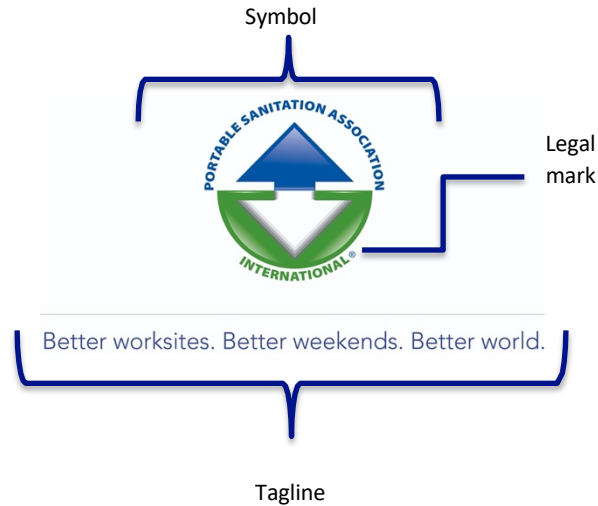 Symbol
PORTABLE SANITATION ASSOCIATION
INTERNATIONAL®
Legal
mark
Better worksites. Better weekends. Better world.
Tagline